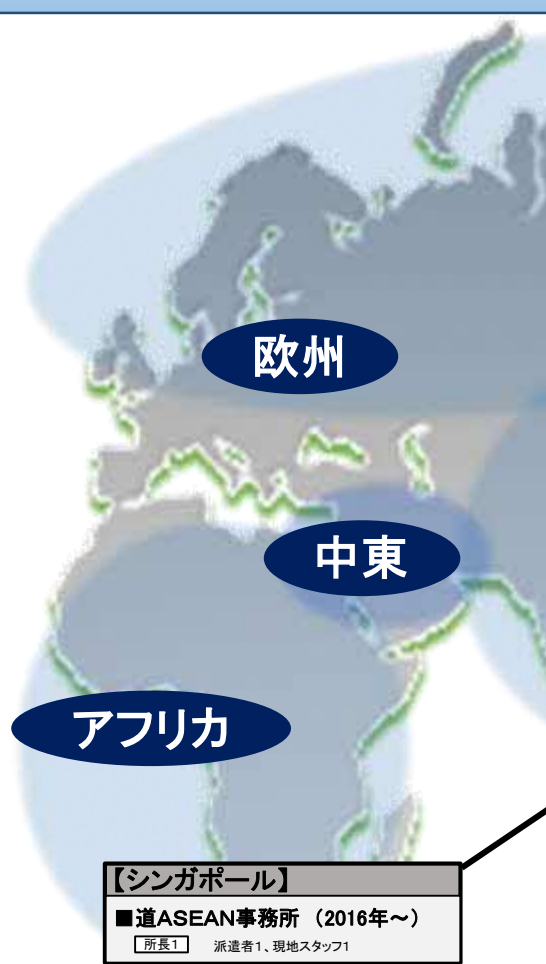 欧州
中東
アフリカ
【シンガポール】
■道ASEAN事務所 （2016年～）
所長1 派遣者1、現地スタッフ1